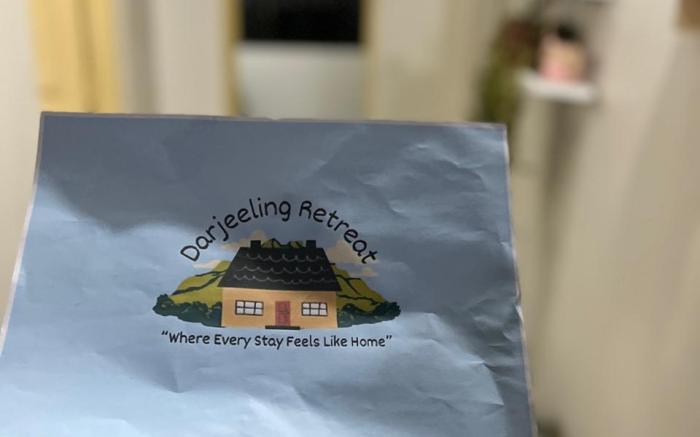 Darjeeling Retreat
“Where Every Stay Feels Like Home”